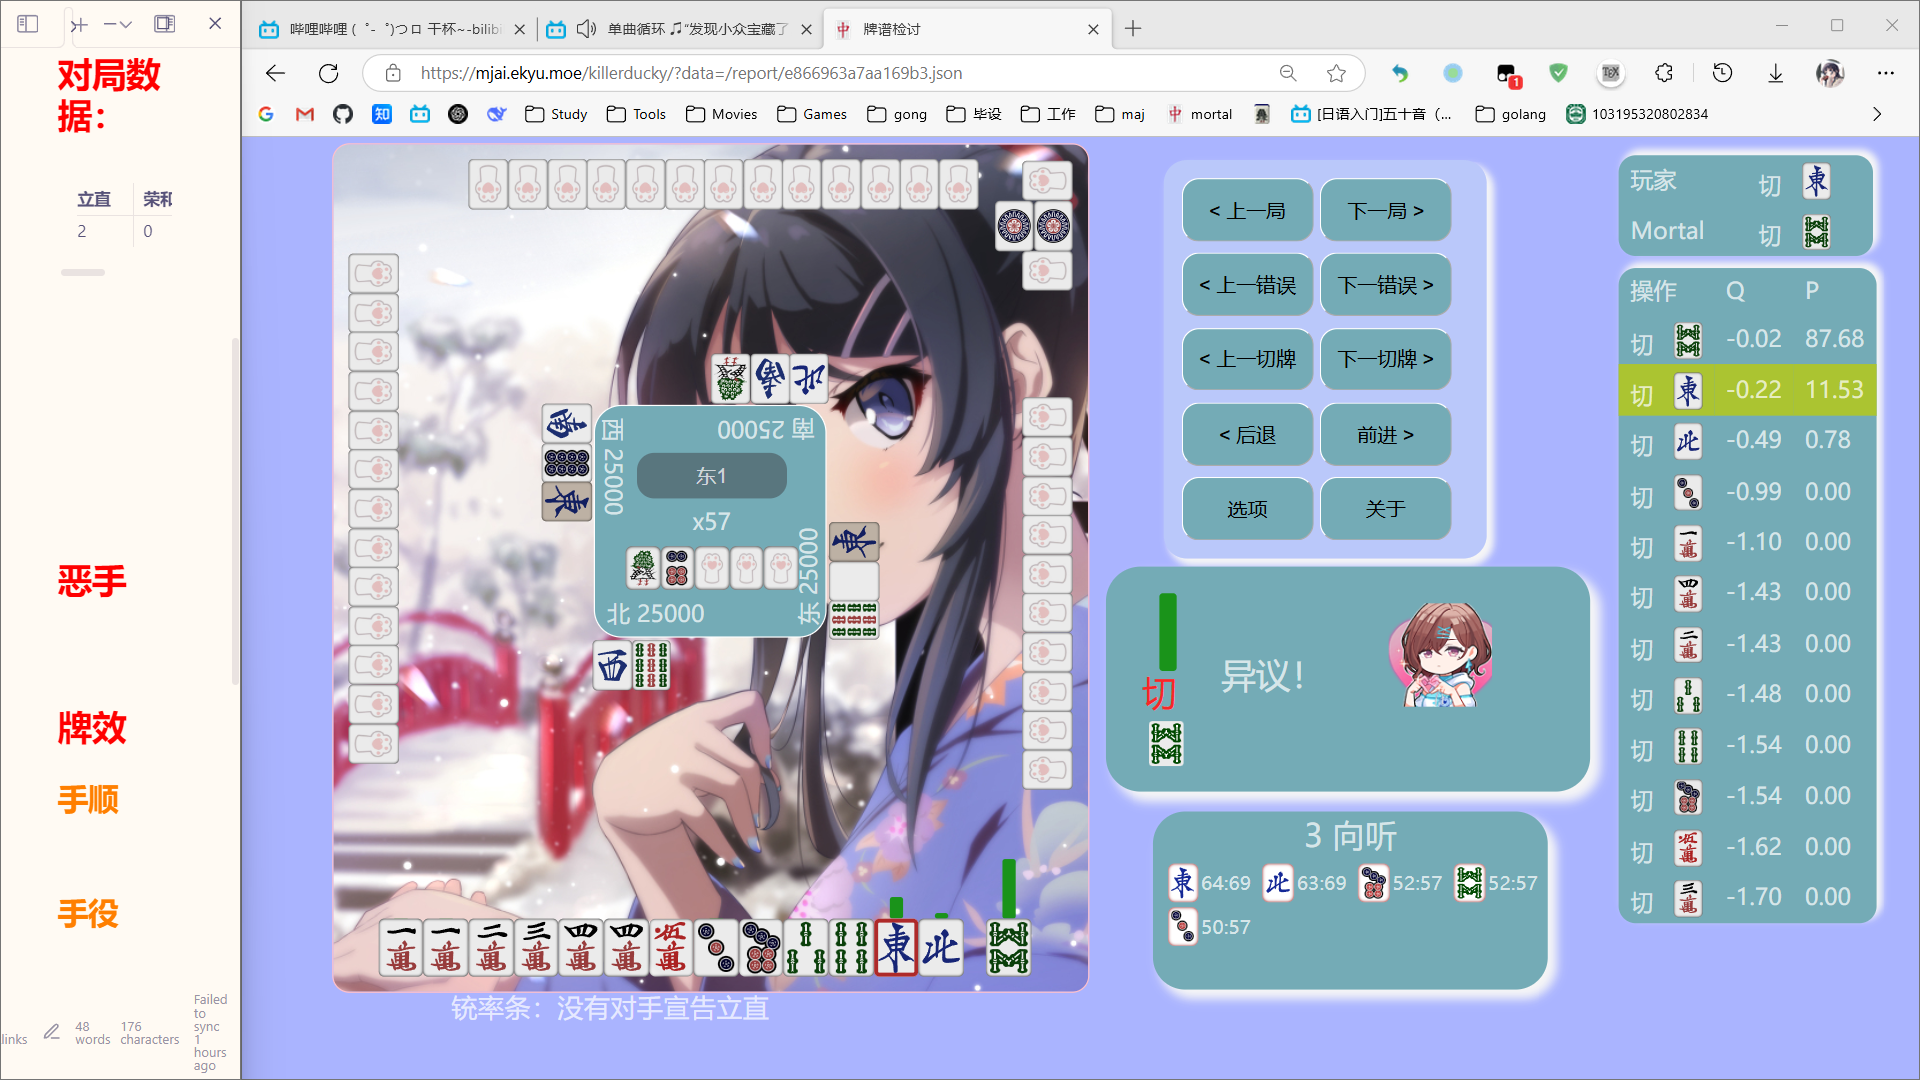 对局数
据：
立直 荣和
2 0
恶手
牌效
手顺
手役
links
48 words
176 characters
Failed to sync 1 hours ago
哔哩哔哩 ( ゜- ゜)つロ 干杯~-bilibi
单曲循环 🎵“发现小众宝藏了
牌谱检讨
https://mjai.ekyu.moe/killerducky/?data=/report/e866963a7aa169b3.json
1
Study
Tools
Movies
Games
gong
毕设
工作
maj
mortal
[日语入门]五十音（...
golang
103195320802834
西 25000
南 25000
东1
x57
北 25000
东 25000
铳率条：没有对手宣告立直
< 上一局 下一局 >
< 上一错误 下一错误 >
< 上一切牌 下一切牌 >
< 后退 前进 >
选项 关于
切
异议！
3 向听
64:69 63:69 52:57 52:57
50:57
玩家 切
Mortal 切
操作 Q P
切 -0.02 87.68
切 -0.22 11.53
切 -0.49 0.78
切 -0.99 0.00
切 -1.10 0.00
切 -1.43 0.00
切 -1.43 0.00
切 -1.48 0.00
切 -1.54 0.00
切 -1.54 0.00
切 -1.62 0.00
切 -1.70 0.00